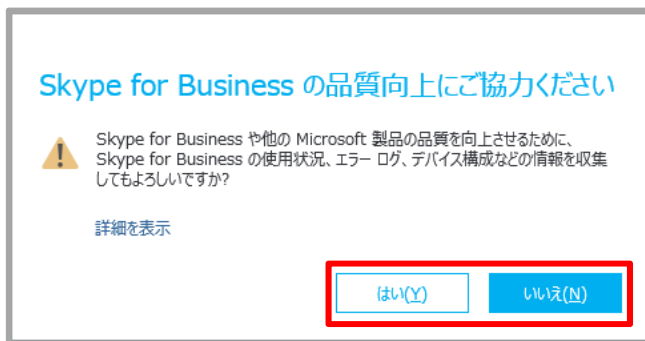 Skype for Business の品質向上にご協力ください
Skype for Business や他の Microsoft 製品の品質を向上させるために、
Skype for Business の使用状況、エラー ログ、デバイス構成などの情報を収集
してもよろしいですか?
詳細を表示
はい(Y) いいえ(N)